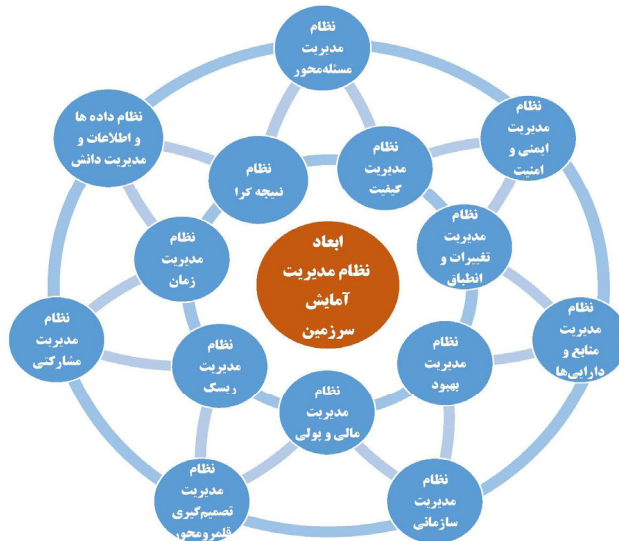 نظام
مدیریت
مسئله‌محور
نظام
مدیریت
ایمنی و
امنیت
نظام داده ها
و اطلاعات و
مدیریت دانش
نظام
مدیریت
کیفیت
نظام
نتیجه گرا
نظام
مدیریت
تغییرات و
انطباق
نظام
مدیریت
زمان
ابعاد
نظام مدیریت
آمایش
سرزمین
نظام
مدیریت
منابع و
دارایی‌ها
نظام
مدیریت
مشارکتی
نظام
مدیریت
بهبود
نظام
مدیریت
ریسک
نظام
مدیریت
مالی و پولی
نظام
مدیریت
سازمانی
نظام
مدیریت
تصمیم‌گیری
قلمرومحور